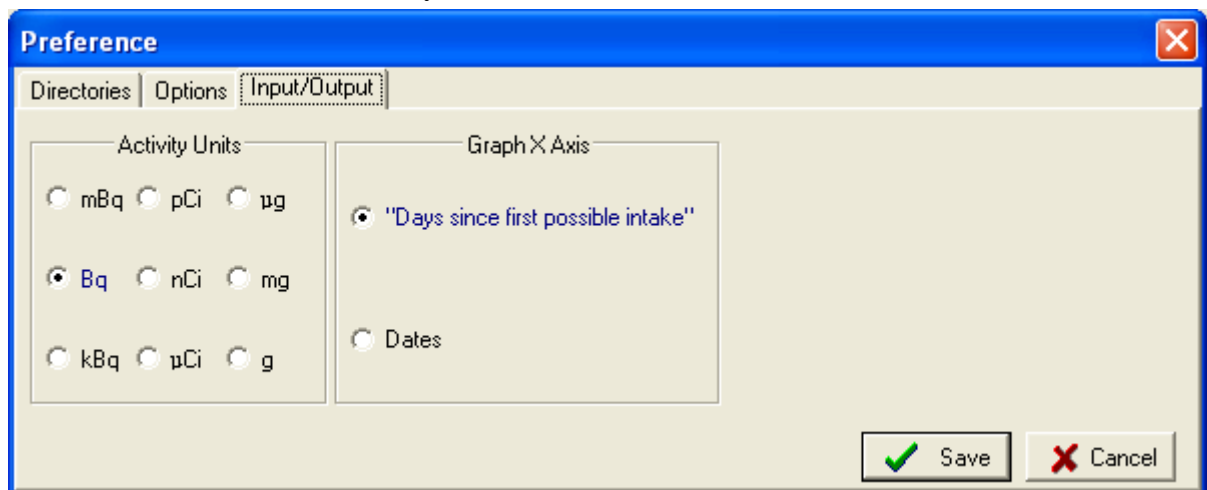 Preference
Directories Options Input/Output
Activity Units
mBq pCi µg
Bq nCi mg
kBq µCi g
Graph X Axis
"Days since first possible intake"
Dates
Save Cancel